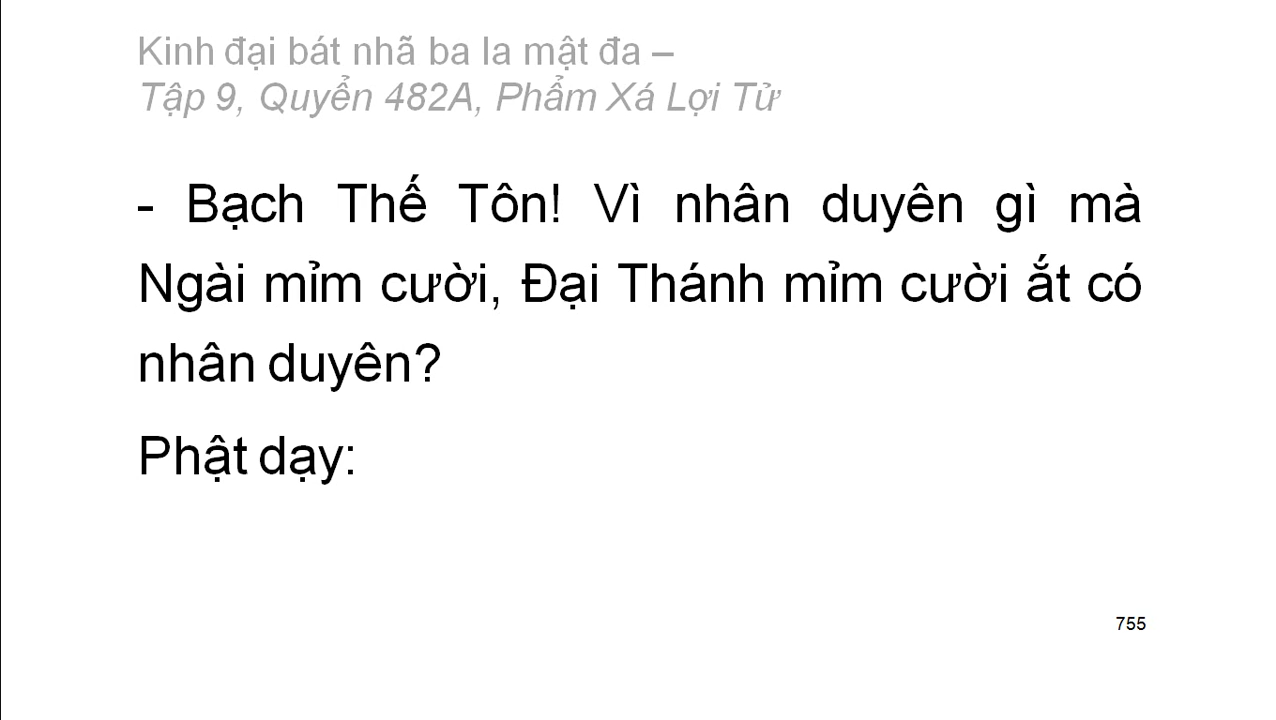 Kinh đại bát nhã ba la mật đa –
Tập 9, Quyển 482A, Phẩm Xá Lợi Tử
- Bạch Thế Tôn! Vì nhân duyên gì mà
Ngài mỉm cười, Đại Thánh mỉm cười ắt có
nhân duyên?
Phật dạy:
755